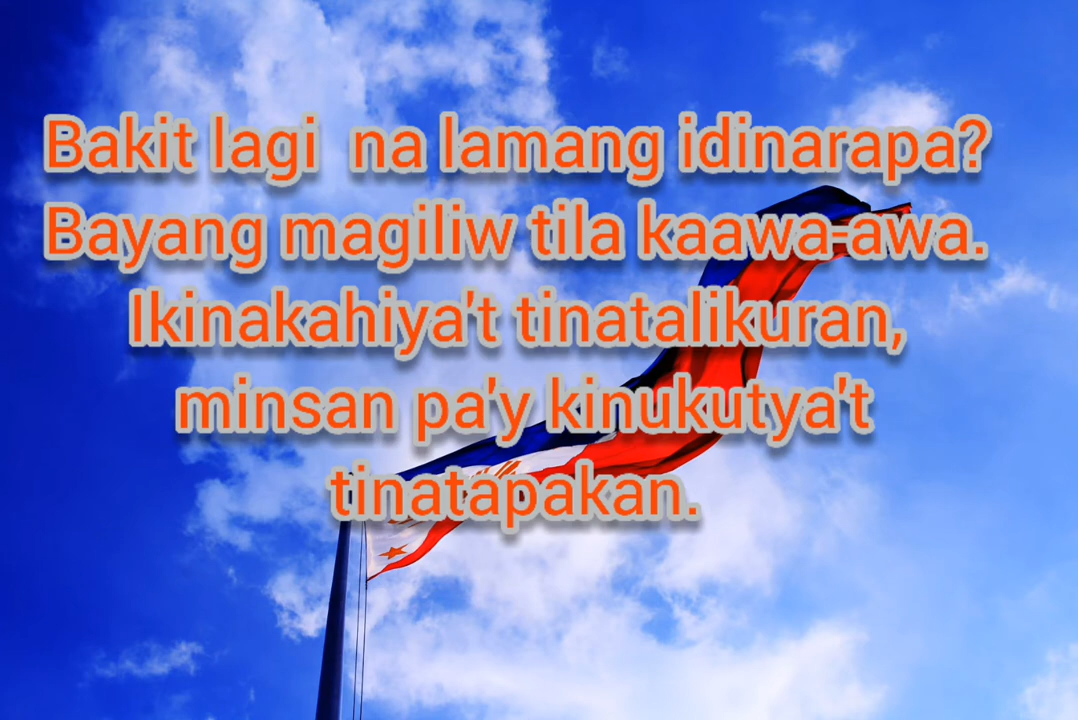 Bakit lagi  na lamang idinarapa?
Bayang magiliw tila kaawa-awa.
Ikinakahiya't tinatalikuran,
minsan pa'y kinukutya't
tinatapakan.